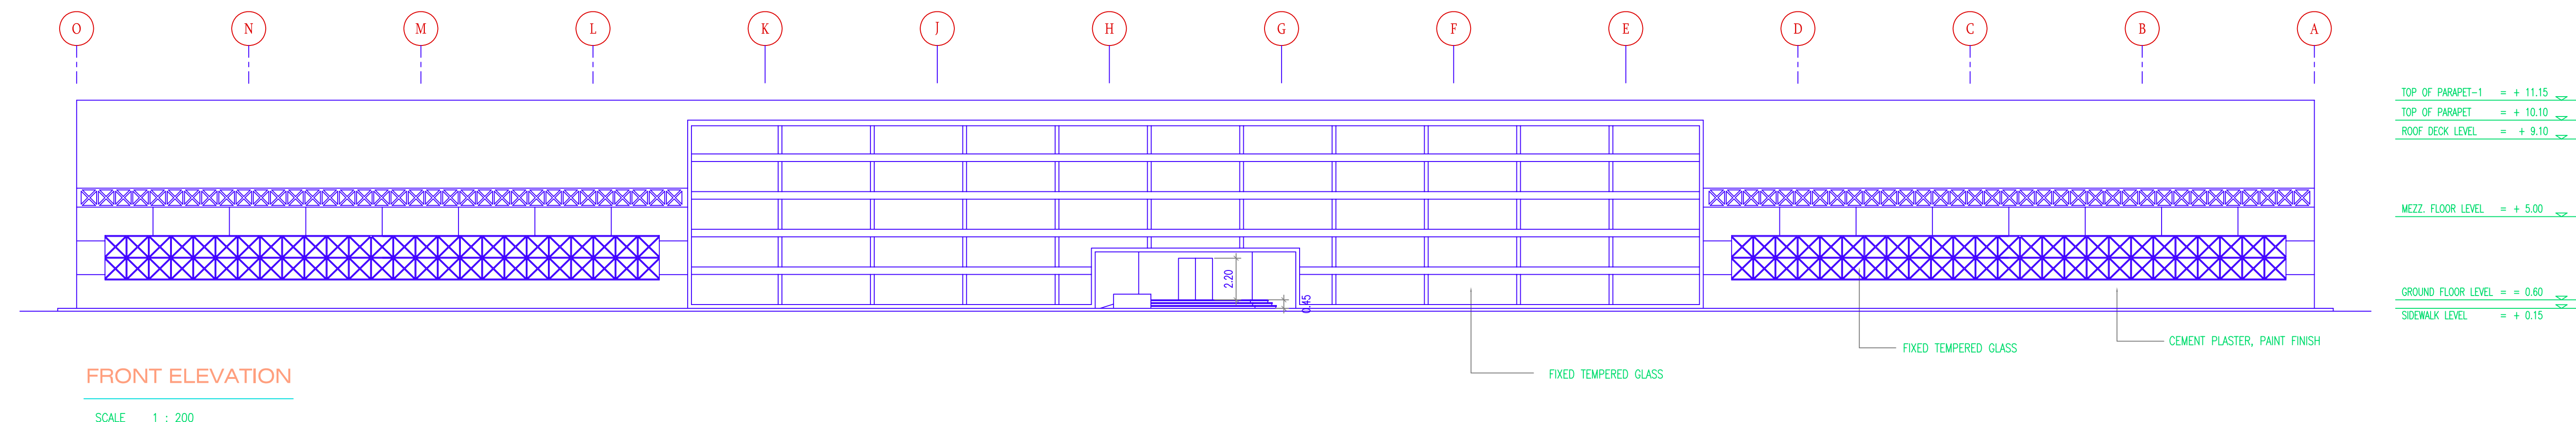 O N M L K J H G F E D C B A
TOP OF PARAPET-1 = + 11.15
TOP OF PARAPET = + 10.10
ROOF DECK LEVEL = + 9.10
MEZZ. FLOOR LEVEL = + 5.00
2.20
0.45
GROUND FLOOR LEVEL = = 0.60
SIDEWALK LEVEL = + 0.15
CEMENT PLASTER, PAINT FINISH
FIXED TEMPERED GLASS
FIXED TEMPERED GLASS
FRONT ELEVATION
SCALE 1 : 200